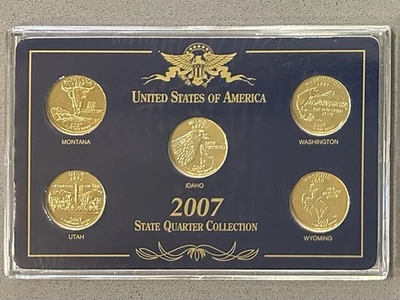 UNITED STATES OF AMERICA
MONTANA
WASHINGTON
IDAHO
UTAH
WYOMING
2007
STATE QUARTER COLLECTION